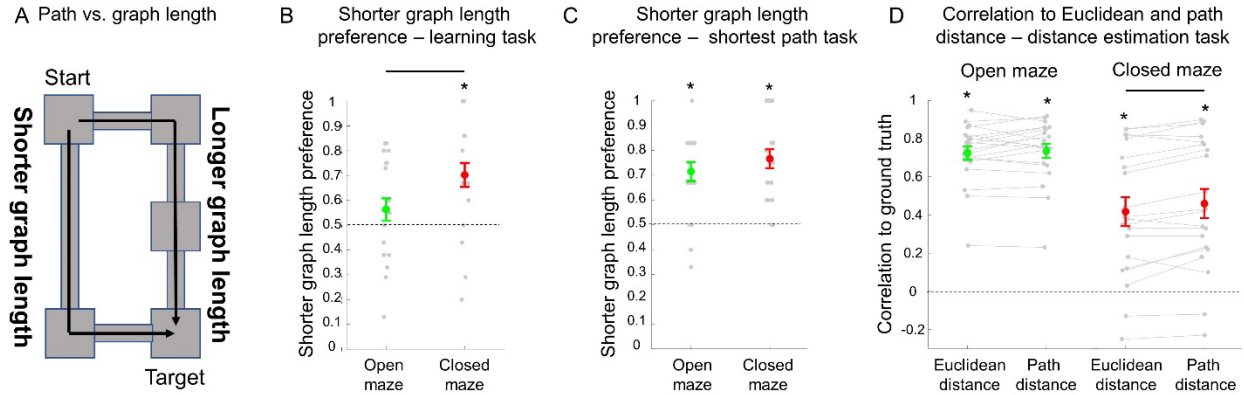 A Path vs. graph length
Start
Shorter graph length
Longer graph length
Target
B Shorter graph length
preference – learning task
Shorter graph length preference
1
0.9
0.8
0.7
0.6
0.5
0.4
0.3
0.2
0.1
0
*
Open
maze
Closed
maze
C Shorter graph length
preference – shortest path task
Shorter graph length preference
1
0.9
0.8
0.7
0.6
0.5
0.4
0.3
0.2
0.1
0
* *
Open
maze
Closed
maze
D Correlation to Euclidean and path
distance – distance estimation task
Open maze Closed maze
Correlation to ground truth
1
0.8
0.6
0.4
0.2
0
-0.2
* * * *
Euclidean
distance
Path
distance
Euclidean
distance
Path
distance